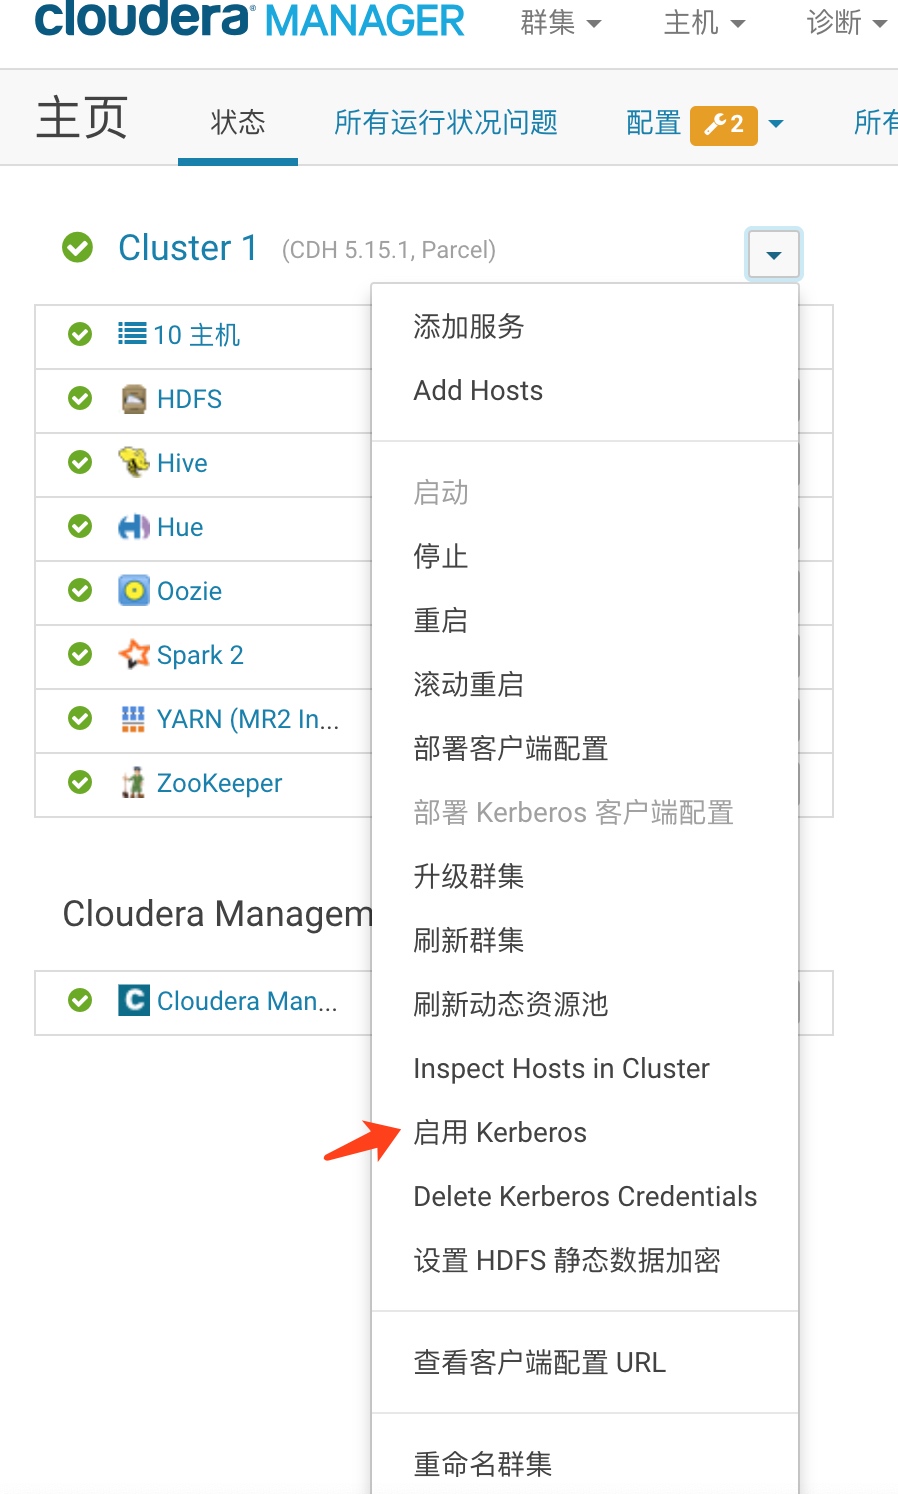 cloudera MANAGER 群集 主机 诊断
主页 状态 所有运行状况问题 配置 2 所有
Cluster 1 (CDH 5.15.1, Parcel)
10 主机
HDFS
Hive
Hue
Oozie
Spark 2
YARN (MR2 In...
ZooKeeper
Cloudera Managem
C Cloudera Man...
添加服务
Add Hosts
启动
停止
重启
滚动重启
部署客户端配置
部署 Kerberos 客户端配置
升级群集
刷新群集
刷新动态资源池
Inspect Hosts in Cluster
启用 Kerberos
Delete Kerberos Credentials
设置 HDFS 静态数据加密
查看客户端配置 URL
重命名群集